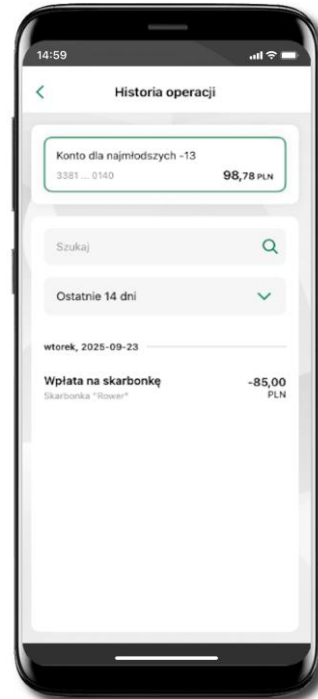 14:59
Historia operacji
Konto dla najmłodszych -13
3381 ... 0140 98,78 PLN
Szukaj
Ostatnie 14 dni
wtorek, 2025-09-23
Wpłata na skarbonkę -85,00
Skarbonka "Rower" PLN